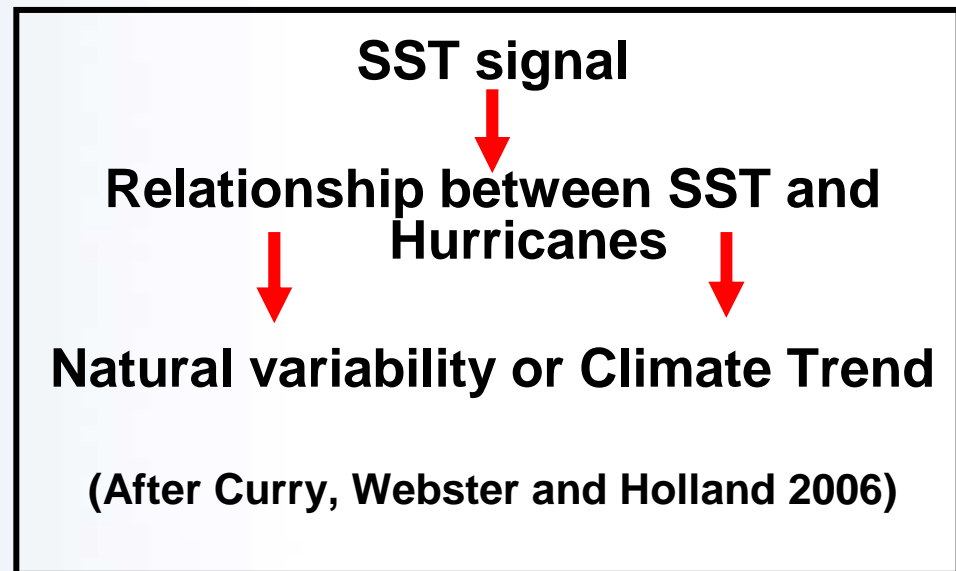 SST signal
Relationship between SST and
Hurricanes
Natural variability or Climate Trend
(After Curry, Webster and Holland 2006)